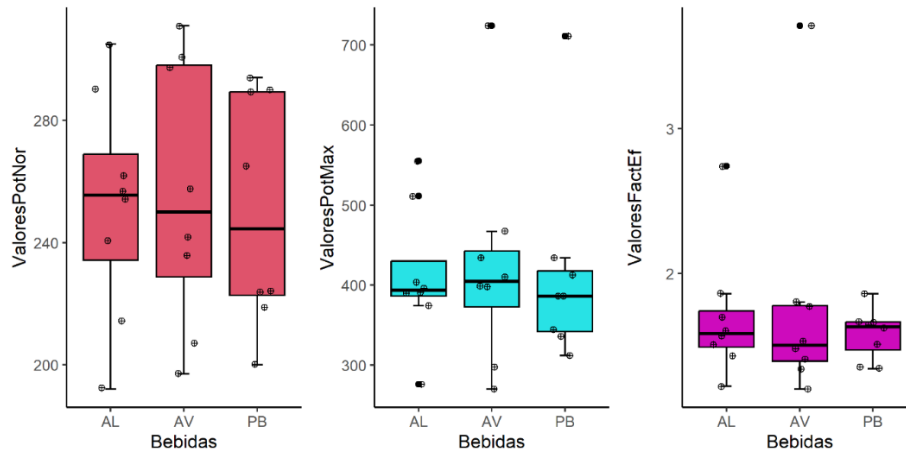 ValoresPotNor
280
240
200
AL AV PB
Bebidas
ValoresPotMax
700
600
500
400
300
AL AV PB
Bebidas
ValoresFactEf
3
2
AL AV PB
Bebidas